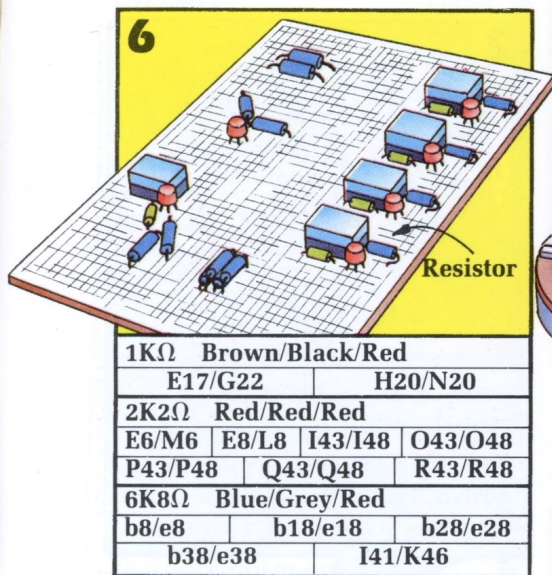 6
Resistor
1KΩ Brown/Black/Red
E17/G22 H20/N20
2K2Ω Red/Red/Red
E6/M6 E8/L8 I43/I48 O43/O48
P43/P48 Q43/Q48 R43/R48
6K8Ω Blue/Grey/Red
b8/e8 b18/e18 b28/e28
b38/e38 I41/K46